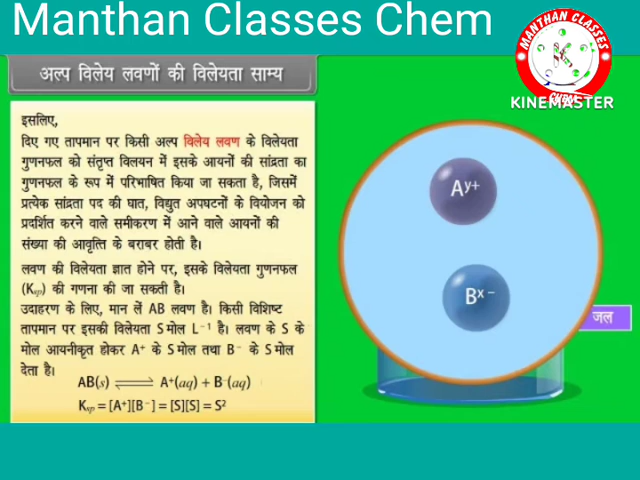 Manthan Classes Chem
MANTHAN CLASSES
K
CHEM
KINEMASTER
अल्प विलेय लवणों की विलेयता साम्य
इसलिए,
दिए गए तापमान पर किसी अल्प विलेय लवण के विलेयता
गुणनफल को संतृप्त विलयन में इसके आयनों की सांद्रता का
गुणनफल के रूप में परिभाषित किया जा सकता है, जिसमें
प्रत्येक सांद्रता पद की घात, विद्युत अपघटनों के वियोजन को
प्रदर्शित करने वाले समीकरण में आने वाले आयनों की
संख्या की आवृत्ति के बराबर होती है।
लवण की विलेयता ज्ञात होने पर, इसके विलेयता गुणनफल
(Ksp) की गणना की जा सकती है।
उदाहरण के लिए, मान लें AB लवण है। किसी विशिष्ट
तापमान पर इसकी विलेयता S मोल L⁻¹ है। लवण के S के
मोल आयनीकृत होकर A⁺ के S मोल तथा B⁻ के S मोल
देता है।
AB(s) ⇌ A⁺(aq) + B⁻(aq)
Ksp = [A⁺][B⁻] = [S][S] = S²
Aʸ⁺
Bˣ⁻
जल